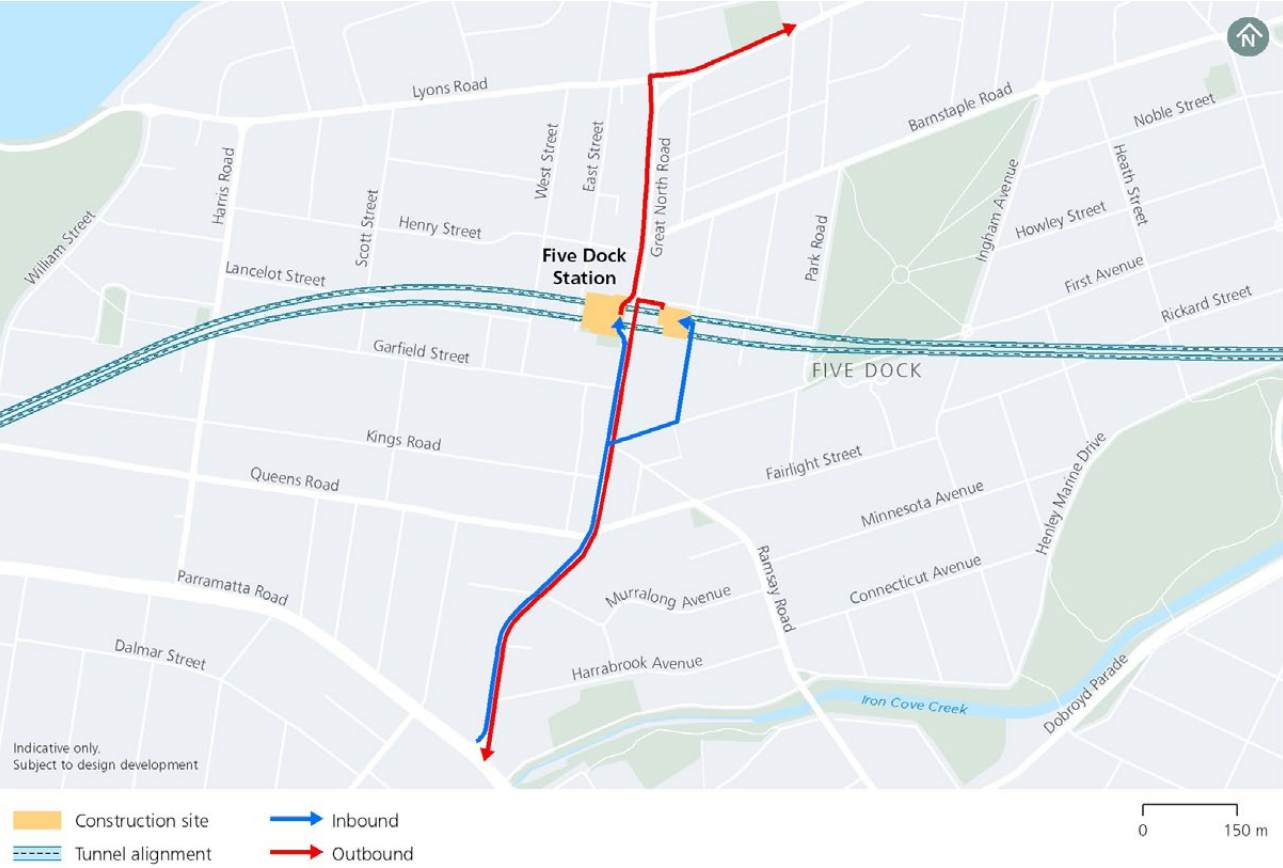 N
Lyons Road
Barnstaple Road
Noble Street
Harris Road
West Street
East Street
Great North Road
Heath Street
Scott Street
Henry Street
Park Road
Ingham Avenue
Howley Street
William Street
Five Dock
Station
Lancelot Street
First Avenue
Rickard Street
Garfield Street
FIVE DOCK
Kings Road
Queens Road
Fairlight Street
Henley Marine Drive
Minnesota Avenue
Parramatta Road
Ramsay Road
Connecticut Avenue
Murralong Avenue
Dalmar Street
Harrabrook Avenue
Iron Cove Creek
Dobroyd Parade
Indicative only.
Subject to design development
Construction site
Inbound
Tunnel alignment
Outbound
0 150 m